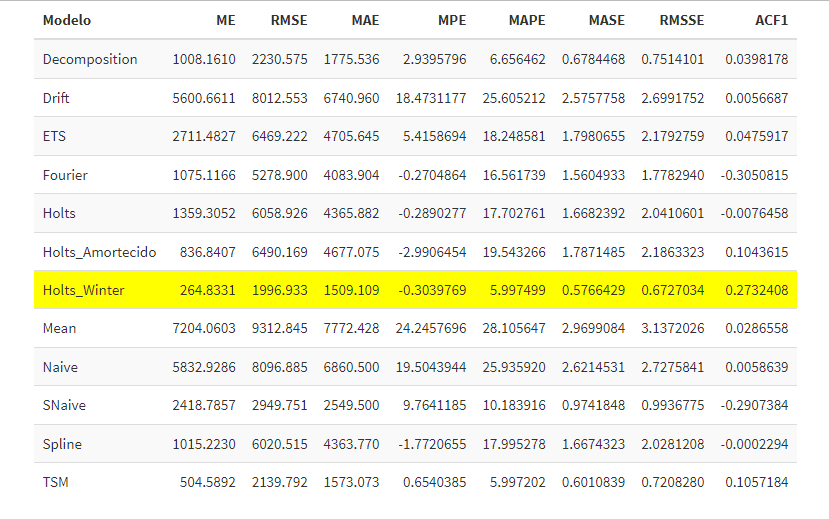 Modelo ME RMSE MAE MPE MAPE MASE RMSSE ACF1
Decomposition 1008.1610 2230.575 1775.536 2.9395796 6.656462 0.6784468 0.7514101 0.0398178
Drift 5600.6611 8012.553 6740.960 18.4731177 25.605212 2.5757758 2.6991752 0.0056687
ETS 2711.4827 6469.222 4705.645 5.4158694 18.248581 1.7980655 2.1792759 0.0475917
Fourier 1075.1166 5278.900 4083.904 -0.2704864 16.561739 1.5604933 1.7782940 -0.3050815
Holts 1359.3052 6058.926 4365.882 -0.2890277 17.702761 1.6682392 2.0410601 -0.0076458
Holts_Amortecido 836.8407 6490.169 4677.075 -2.9906454 19.543266 1.7871485 2.1863323 0.1043615
Holts_Winter 264.8331 1996.933 1509.109 -0.3039769 5.997499 0.5766429 0.6727034 0.2732408
Mean 7204.0603 9312.845 7772.428 24.2457696 28.105647 2.9699084 3.1372026 0.0286558
Naive 5832.9286 8096.885 6860.500 19.5043944 25.935920 2.6214531 2.7275841 0.0058639
SNaive 2418.7857 2949.751 2549.500 9.7641185 10.183916 0.9741848 0.9936775 -0.2907384
Spline 1015.2230 6020.515 4363.770 -1.7720655 17.995278 1.6674323 2.0281208 -0.0002294
TSM 504.5892 2139.792 1573.073 0.6540385 5.997202 0.6010839 0.7208280 0.1057184